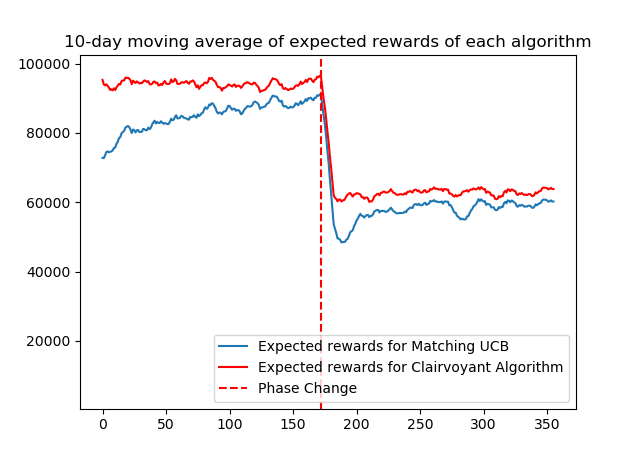 10-day moving average of expected rewards of each algorithm
100000
80000
60000
40000
20000
Expected rewards for Matching UCB
Expected rewards for Clairvoyant Algorithm
Phase Change
0 50 100 150 200 250 300 350